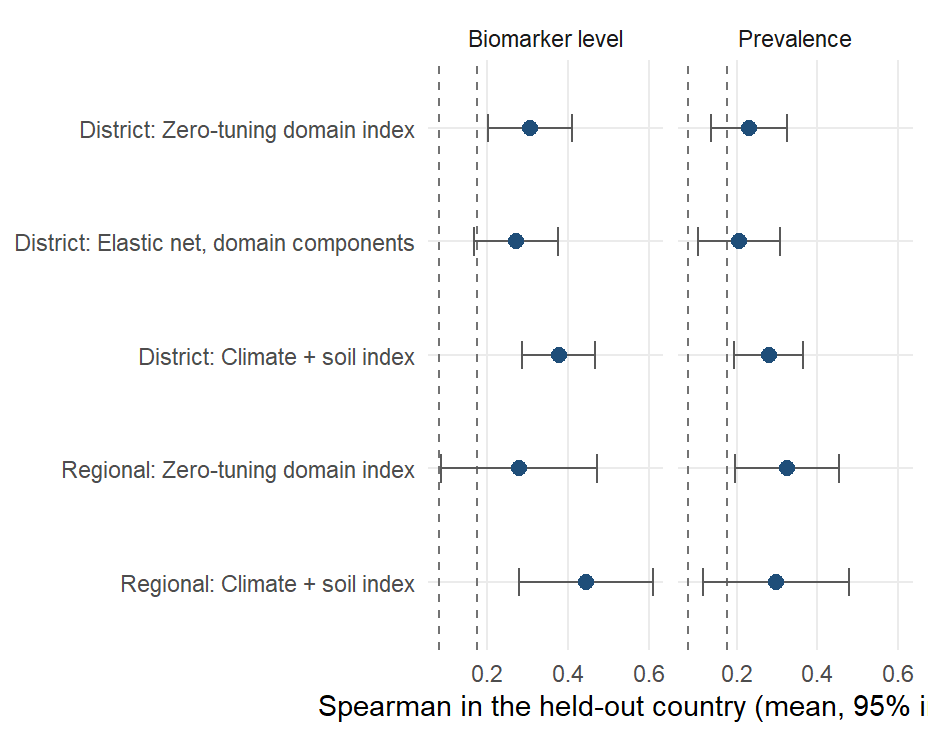 Biomarker level
Prevalence
District: Zero-tuning domain index
District: Elastic net, domain components
District: Climate + soil index
Regional: Zero-tuning domain index
Regional: Climate + soil index
0.2 0.4 0.6 0.2 0.4 0.6
Spearman in the held-out country (mean, 95% i